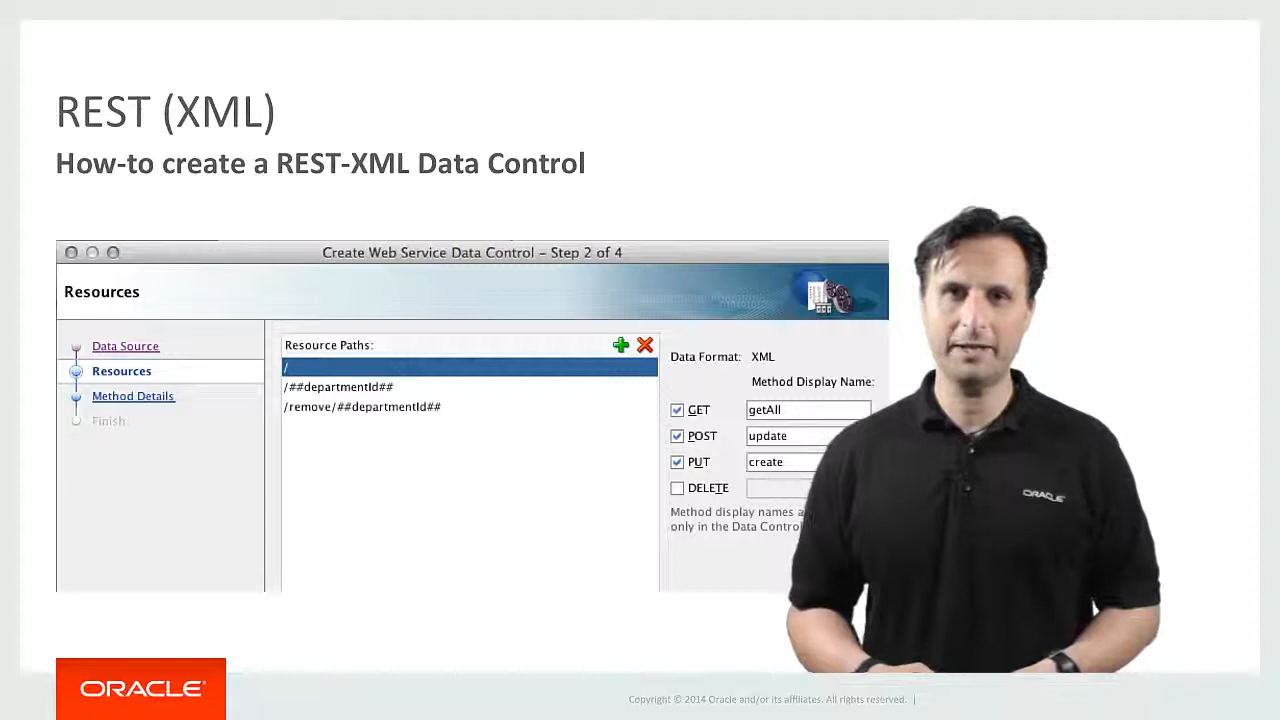 REST (XML)
How-to create a REST-XML Data Control
Create Web Service Data Control – Step 2 of 4
Resources
Data Source
Resources
Method Details
Finish
Resource Paths:
/
/##departmentId##
/remove/##departmentId##
Data Format: XML
Method Display Name:
GET getAll
POST update
PUT create
DELETE
Method display names a
only in the Data Control
ORACLE
ORACLE
Copyright © 2014 Oracle and/or its affiliates. All rights reserved. |